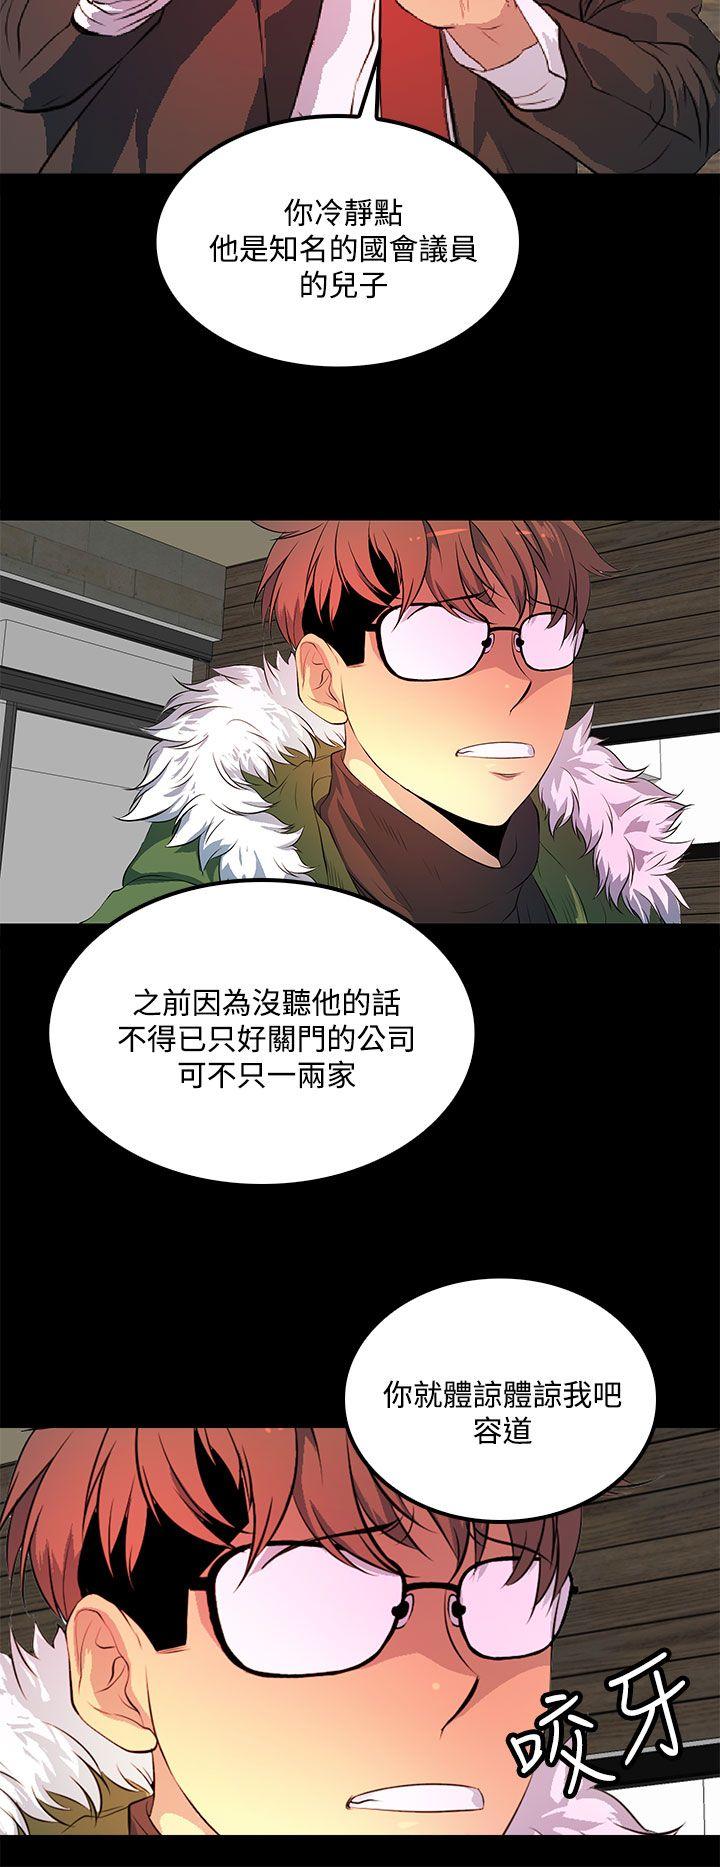 你冷靜點
他是知名的國會議員
的兒子
之前因為沒聽他的話
不得已只好關門的公司
可不只一兩家
你就體諒體諒我吧
容道
咬牙